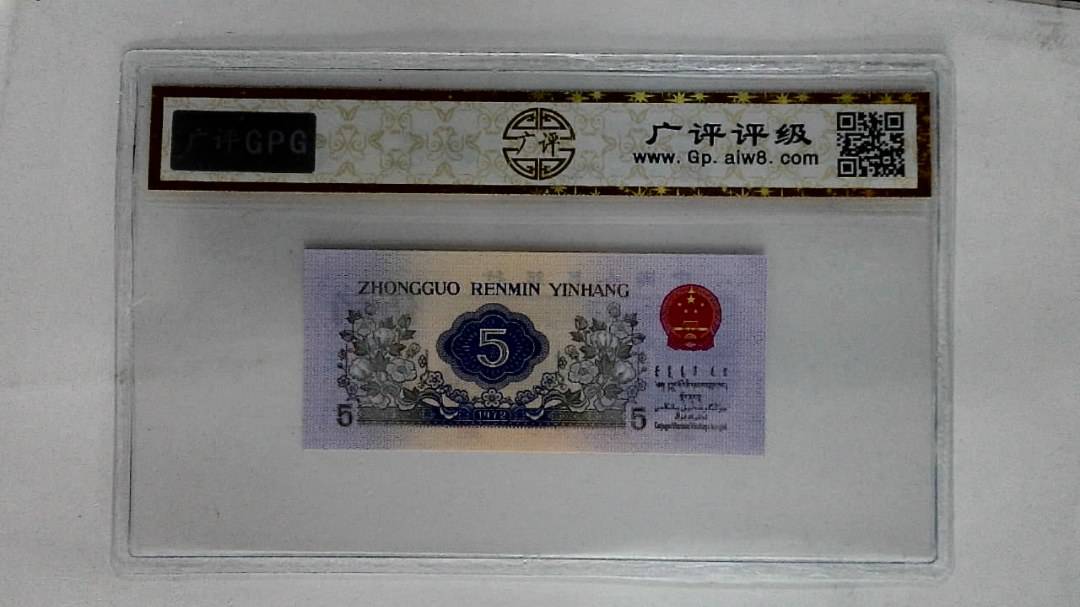 广评GPG
广评
广评评级
www. Gp. aiw8. com
ZHONGGUO RENMIN YINHANG
5
5
1972
5